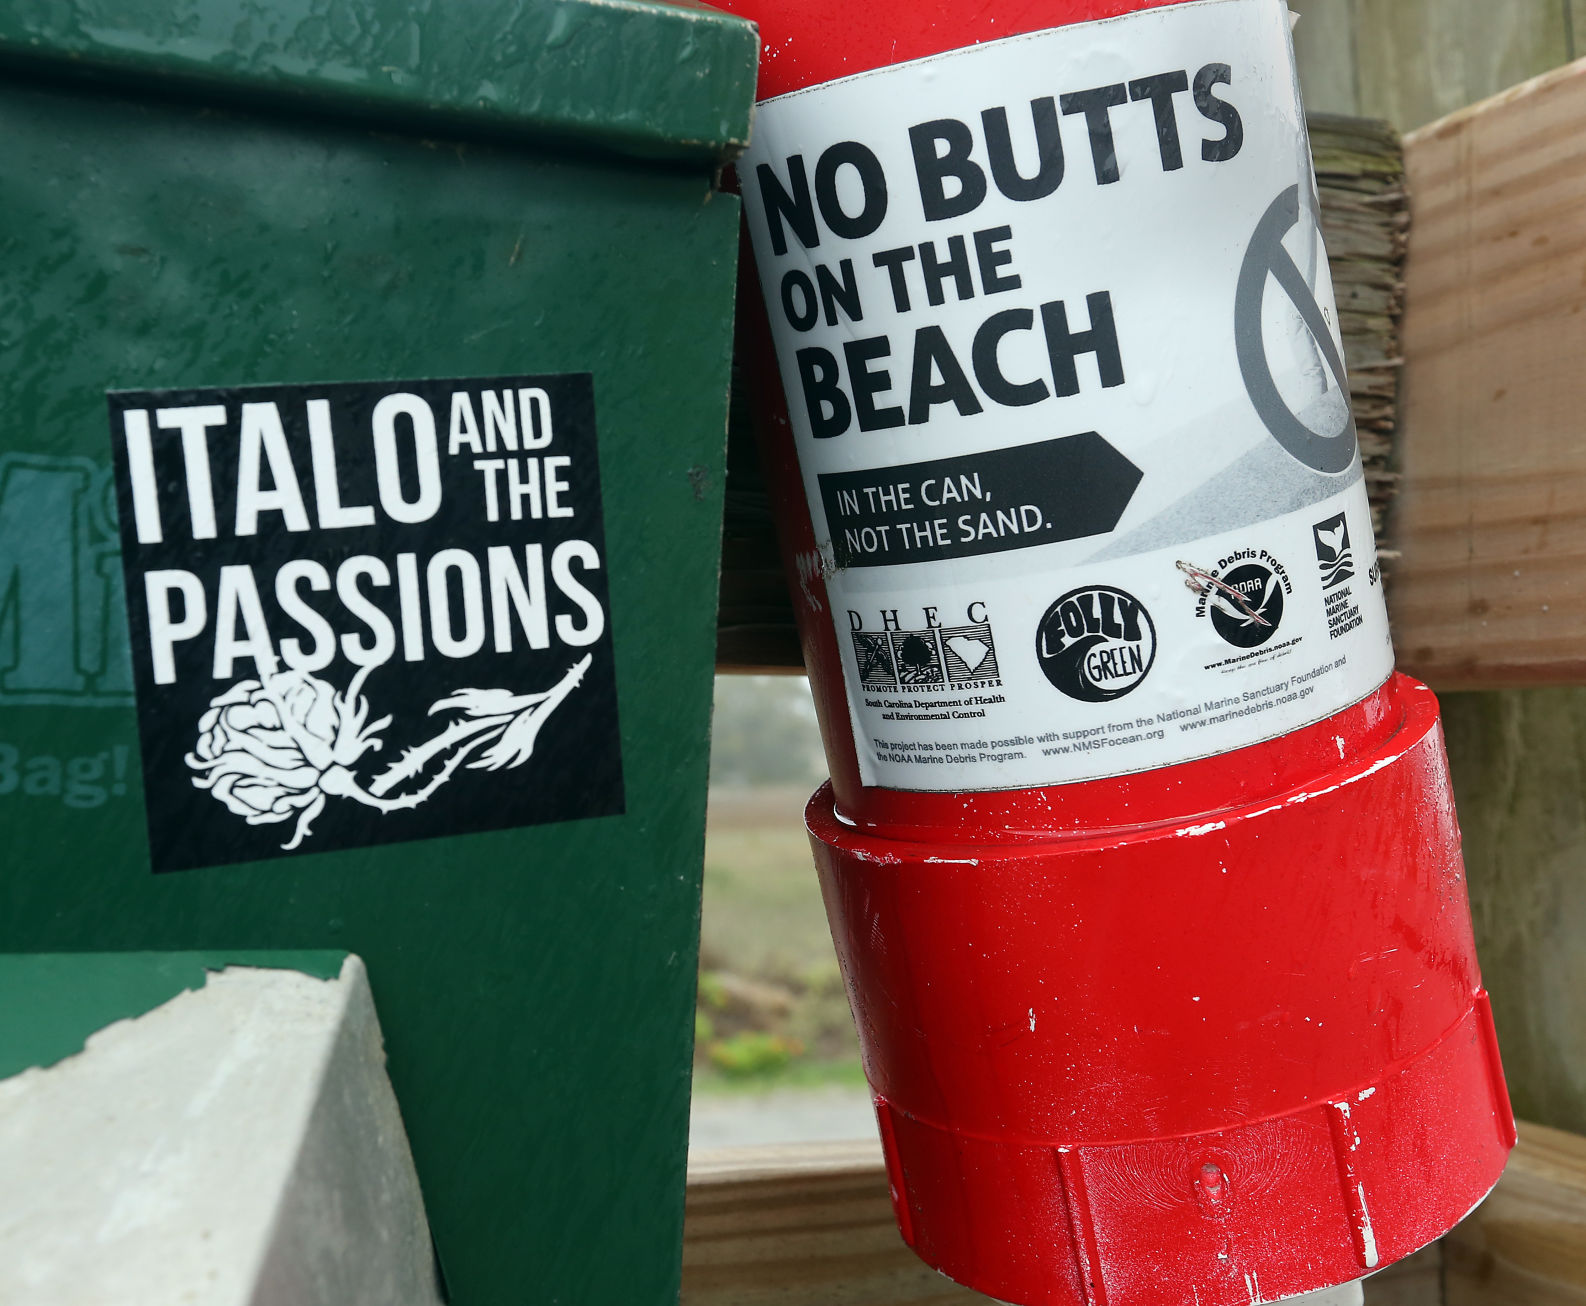 ITALO AND
THE
PASSIONS
Bag!
NO BUTTS
ON THE
BEACH
IN THE CAN,
NOT THE SAND.
DHEC
PROMOTE PROTECT PROSPER
South Carolina Department of Health
and Environmental Control
FOLLY
GREEN
Marine Debris Program
NOAA
www.MarineDebris.noaa.gov
NATIONAL
MARINE
SANCTUARY
FOUNDATION
This project has been made possible with support from the National Marine Sanctuary Foundation and
the NOAA Marine Debris Program. www.NMSFocean.org www.marinedebris.noaa.gov